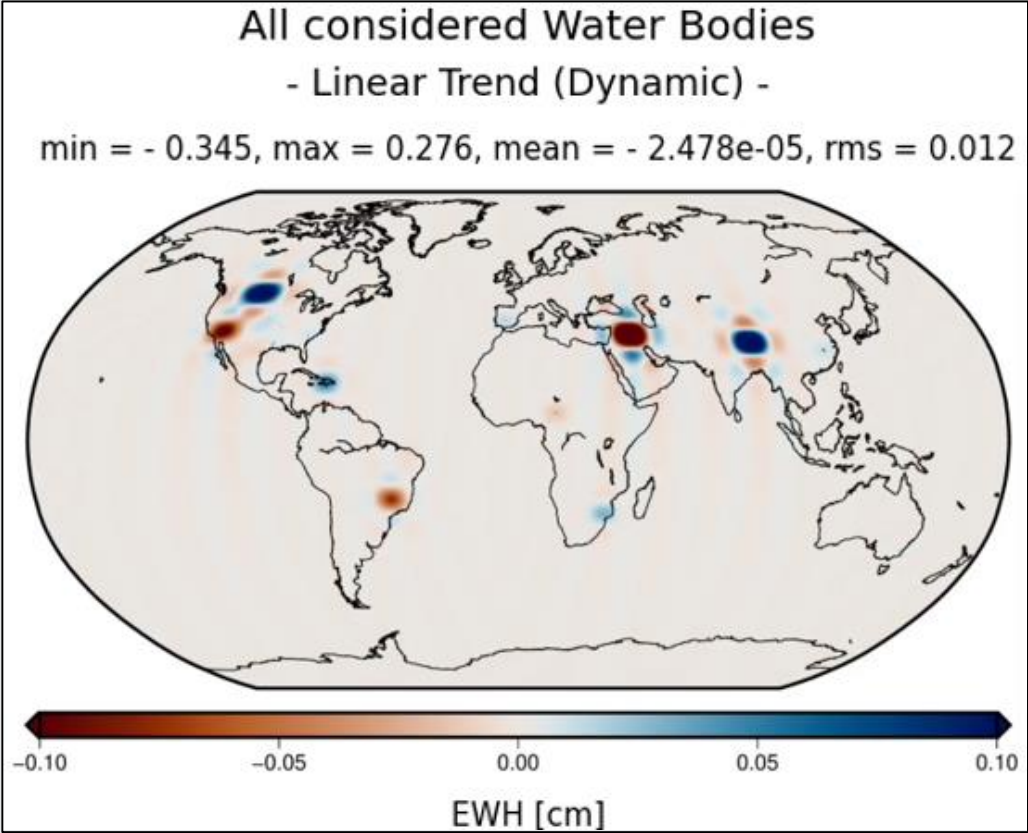 All considered Water Bodies
- Linear Trend (Dynamic) -
min = - 0.345, max = 0.276, mean = - 2.478e-05, rms = 0.012
−0.10 −0.05 0.00 0.05 0.10
EWH [cm]